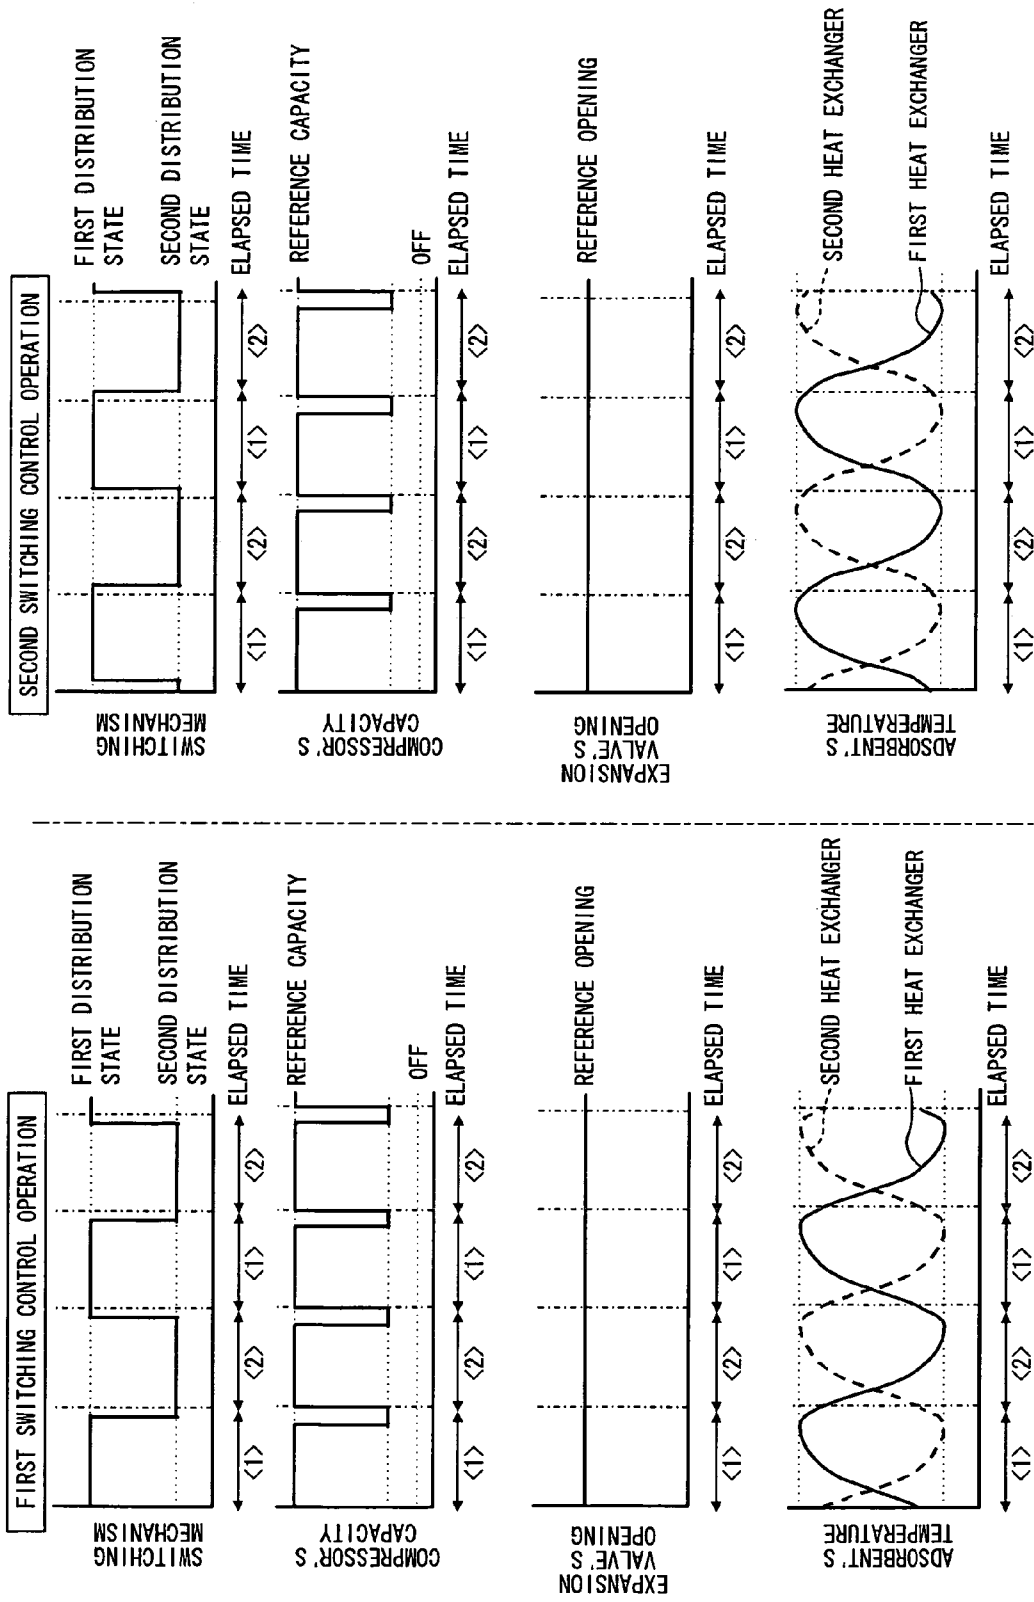 FIRST SWITCHING CONTROL OPERATION
SWITCHING
MECHANISM
FIRST DISTRIBUTION
STATE
SECOND DISTRIBUTION
STATE
ELAPSED TIME
<1>
<2>
<1>
<2>
COMPRESSOR'S
CAPACITY
REFERENCE CAPACITY
OFF
ELAPSED TIME
<1>
<2>
<1>
<2>
EXPANSION
VALVE'S
OPENING
REFERENCE OPENING
ELAPSED TIME
<1>
<2>
<1>
<2>
ADSORBENT'S
TEMPERATURE
SECOND HEAT EXCHANGER
FIRST HEAT EXCHANGER
ELAPSED TIME
<1>
<2>
<1>
<2>
SECOND SWITCHING CONTROL OPERATION
SWITCHING
MECHANISM
FIRST DISTRIBUTION
STATE
SECOND DISTRIBUTION
STATE
ELAPSED TIME
<1>
<2>
<1>
<2>
COMPRESSOR'S
CAPACITY
REFERENCE CAPACITY
OFF
ELAPSED TIME
<1>
<2>
<1>
<2>
EXPANSION
VALVE'S
OPENING
REFERENCE OPENING
ELAPSED TIME
<1>
<2>
<1>
<2>
ADSORBENT'S
TEMPERATURE
SECOND HEAT EXCHANGER
FIRST HEAT EXCHANGER
ELAPSED TIME
<1>
<2>
<1>
<2>